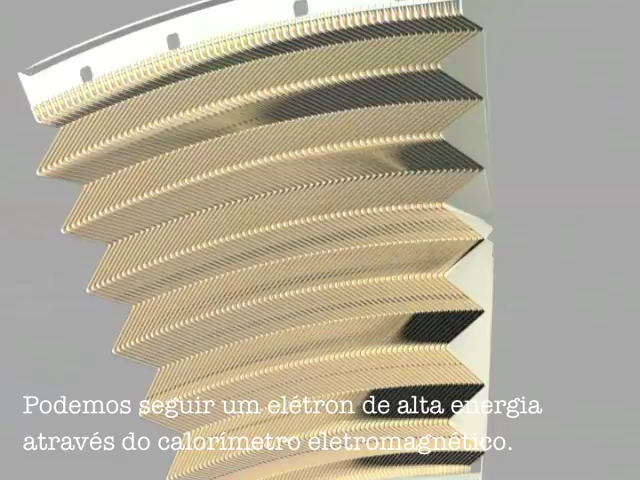 Podemos seguir um elétron de alta energia
através do calorímetro eletromagnético.